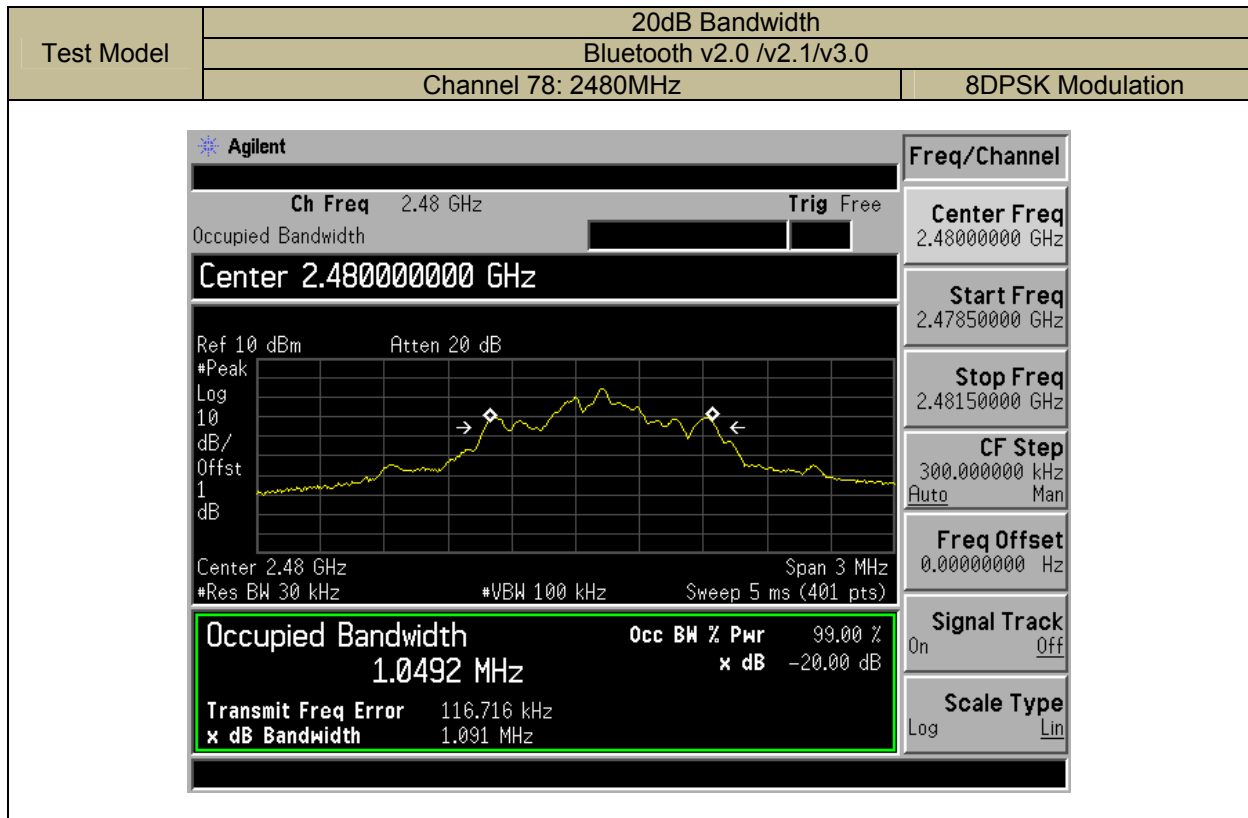 20dB Bandwidth
Test Model
Bluetooth v2.0 /v2.1/v3.0
Channel 78: 2480MHz
8DPSK Modulation
Agilent
Freq/Channel
Ch Freq 2.48 GHz Trig Free
Occupied Bandwidth
Center 2.480000000 GHz
Center Freq
2.48000000 GHz
Start Freq
2.47850000 GHz
Stop Freq
2.48150000 GHz
CF Step
300.000000 kHz
Auto Man
Freq Offset
0.00000000 Hz
Signal Track
On Off
Scale Type
Log Lin
Ref 10 dBm Atten 20 dB
#Peak
Log
10
dB/
Offst
1
dB
Center 2.48 GHz Span 3 MHz
#Res BW 30 kHz #VBW 100 kHz Sweep 5 ms (401 pts)
Occupied Bandwidth
1.0492 MHz
Occ BW % Pwr 99.00 %
x dB -20.00 dB
Transmit Freq Error 116.716 kHz
x dB Bandwidth 1.091 MHz